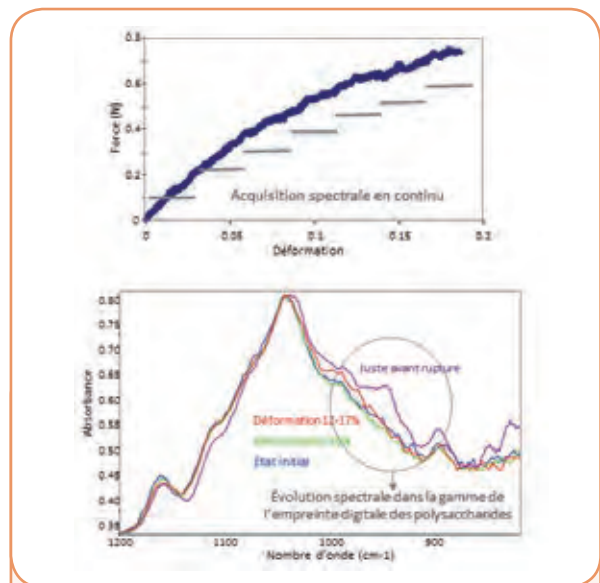 0.8
0.6
0.4
0.2
0
Force (N)
Acquisition spectrale en continu
0 0.05 0.1 0.15 0.2
Déformation
0.80
0.75
0.70
0.65
0.60
0.55
0.50
0.45
0.40
0.35
Absorbance
Juste avant rupture
Déformation 12-17%
État initial
Évolution spectrale dans la gamme de
l'empreinte digitale des polysaccharides
1200 1100 1000 900
Nombre d'onde (cm-1)